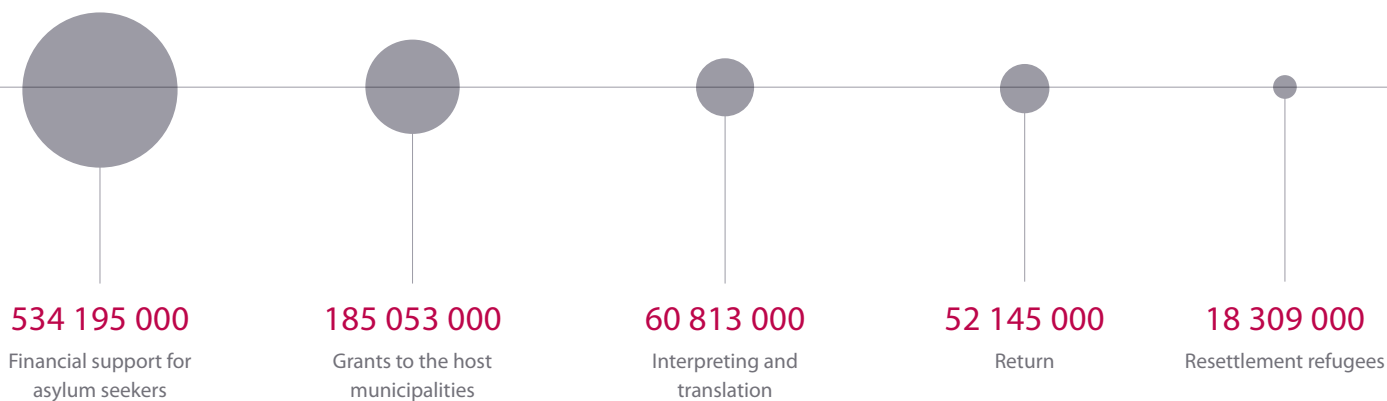 534 195 000
Financial support for
asylum seekers
185 053 000
Grants to the host
municipalities
60 813 000
Interpreting and
translation
52 145 000
Return
18 309 000
Resettlement refugees